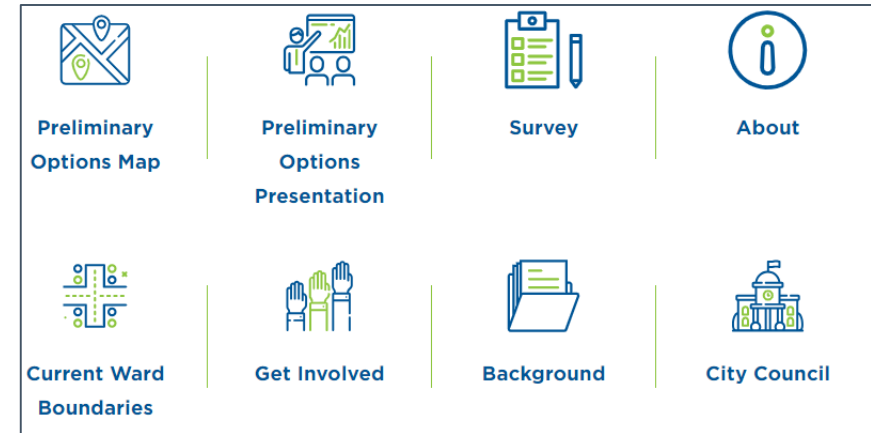 Preliminary
Options Map
Preliminary
Options
Presentation
Survey
About
Current Ward
Boundaries
Get Involved
Background
City Council